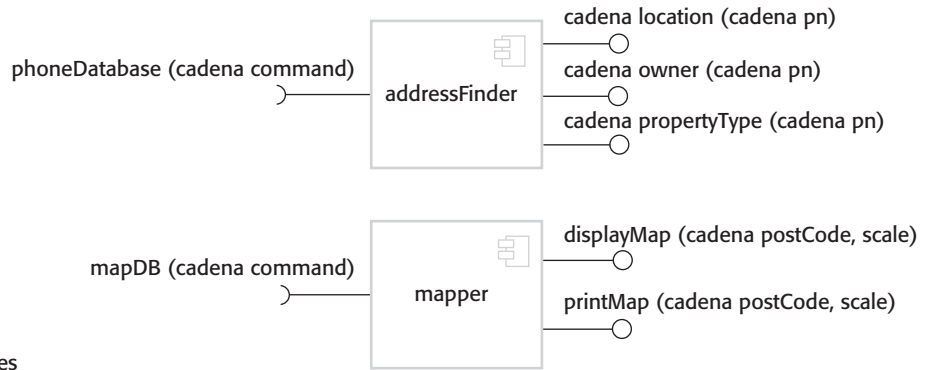 cadena location (cadena pn)
phoneDatabase (cadena command)
addressFinder
cadena owner (cadena pn)
cadena propertyType (cadena pn)
mapDB (cadena command)
mapper
displayMap (cadena postCode, scale)
printMap (cadena postCode, scale)
es